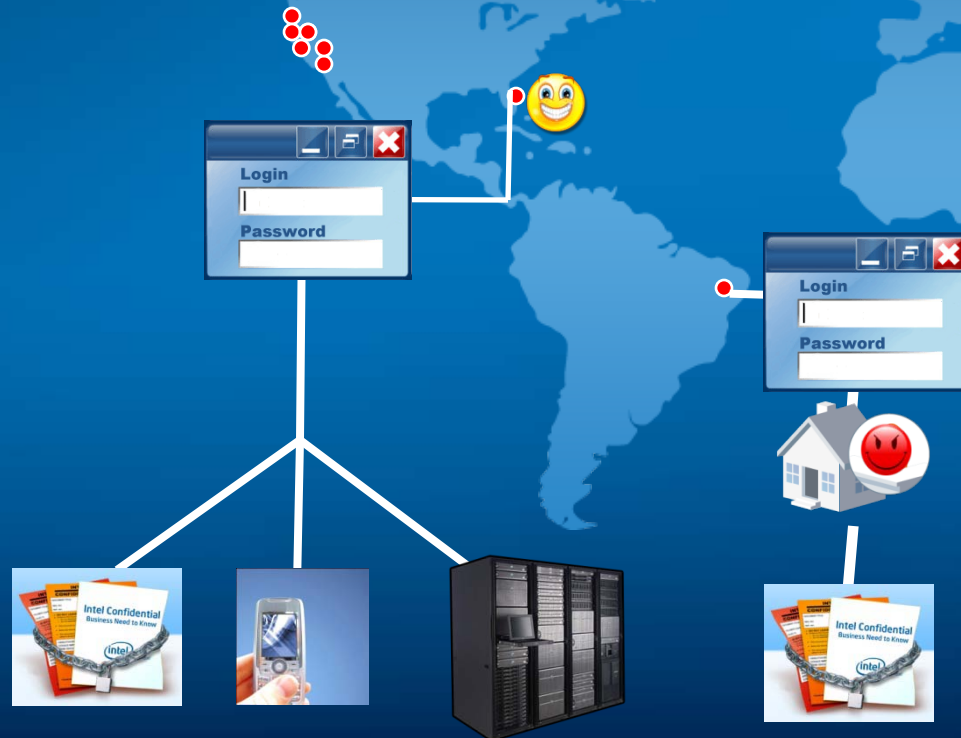 Login
Password
Login
Password
Intel Confidential
Business Need to Know
intel
Intel Confidential
Business Need to Know
intel